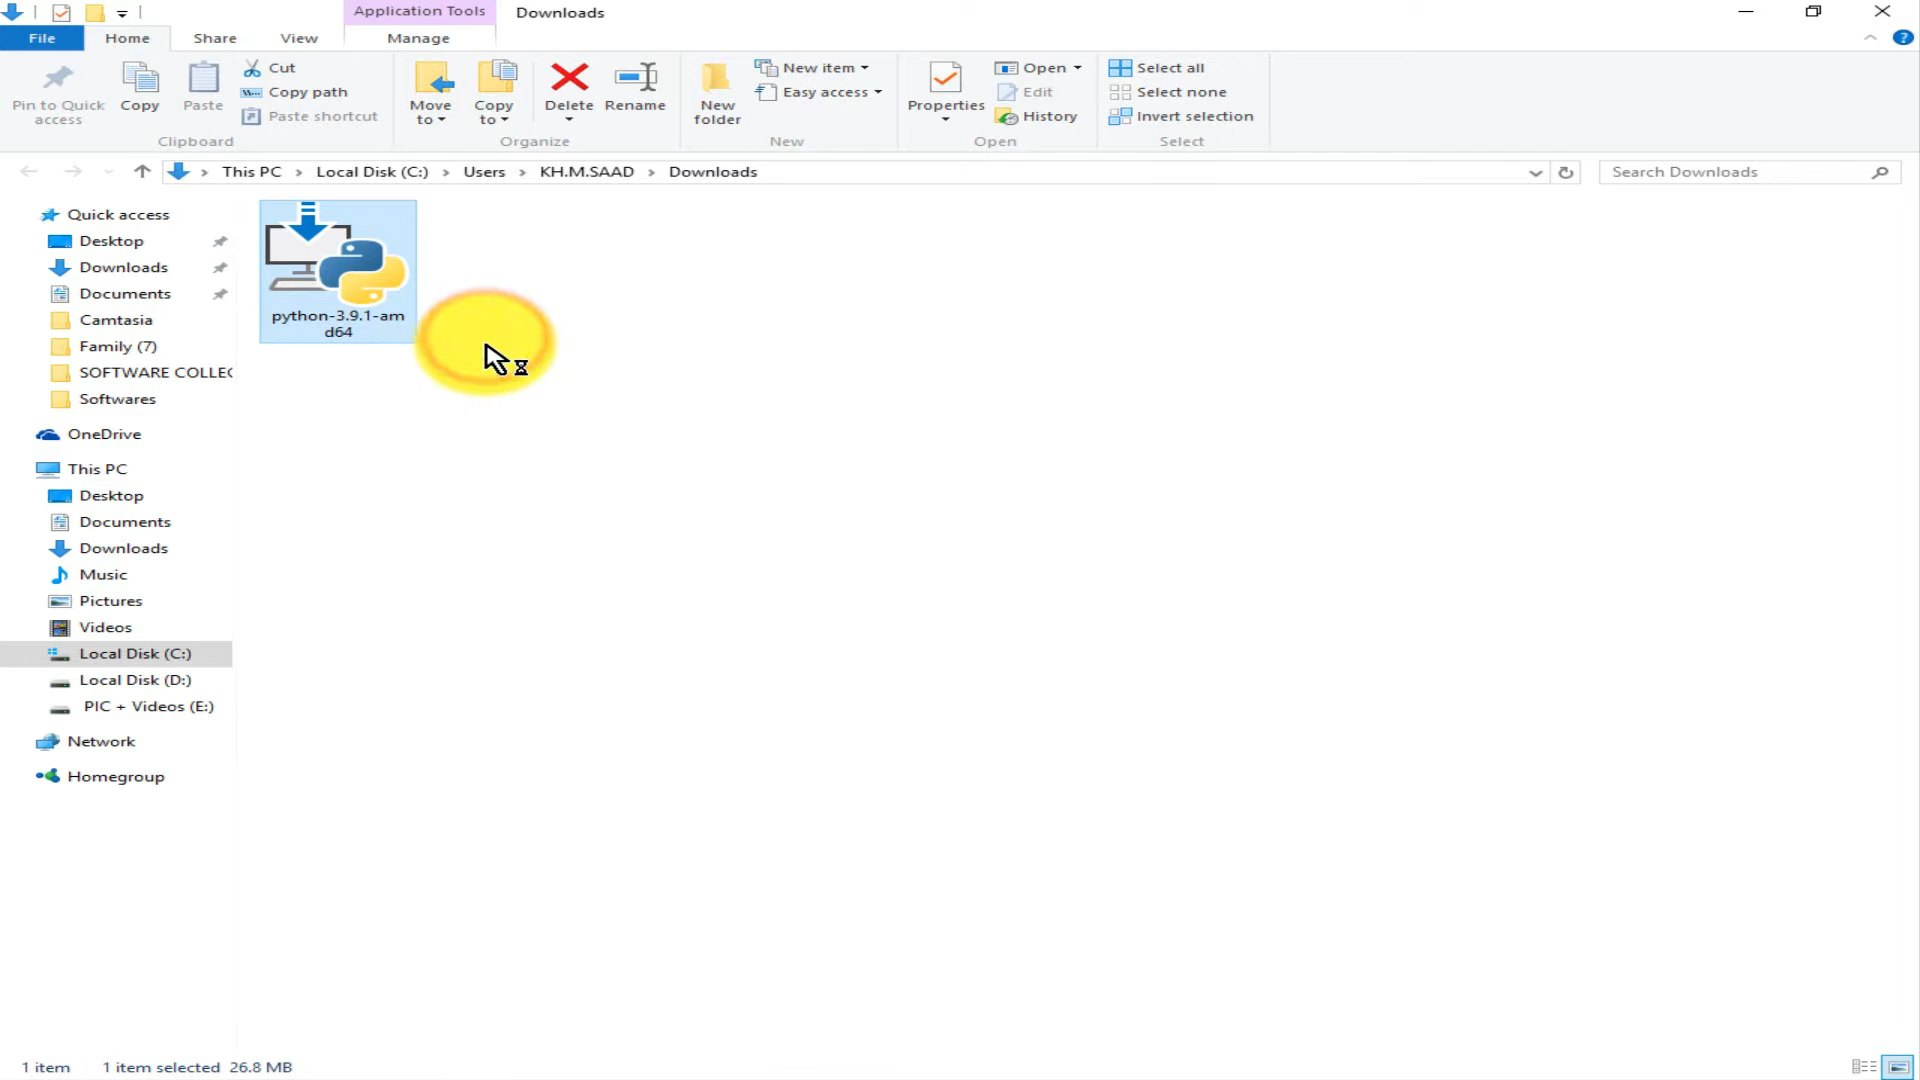 Application Tools
Downloads
File
Home
Share
View
Manage
Pin to Quick
access
Copy
Paste
Cut
Copy path
Paste shortcut
Clipboard
Move
to
Copy
to
Delete
Rename
Organize
New
folder
New item
Easy access
New
Properties
Open
Edit
History
Open
Select all
Select none
Invert selection
Select
This PC > Local Disk (C:) > Users > KH.M.SAAD > Downloads
Search Downloads
Quick access
Desktop
Downloads
Documents
Camtasia
Family (7)
SOFTWARE COLLEC
Softwares
OneDrive
This PC
Desktop
Documents
Downloads
Music
Pictures
Videos
Local Disk (C:)
Local Disk (D:)
PIC + Videos (E:)
Network
Homegroup
python-3.9.1-am
d64
1 item
1 item selected 26.8 MB